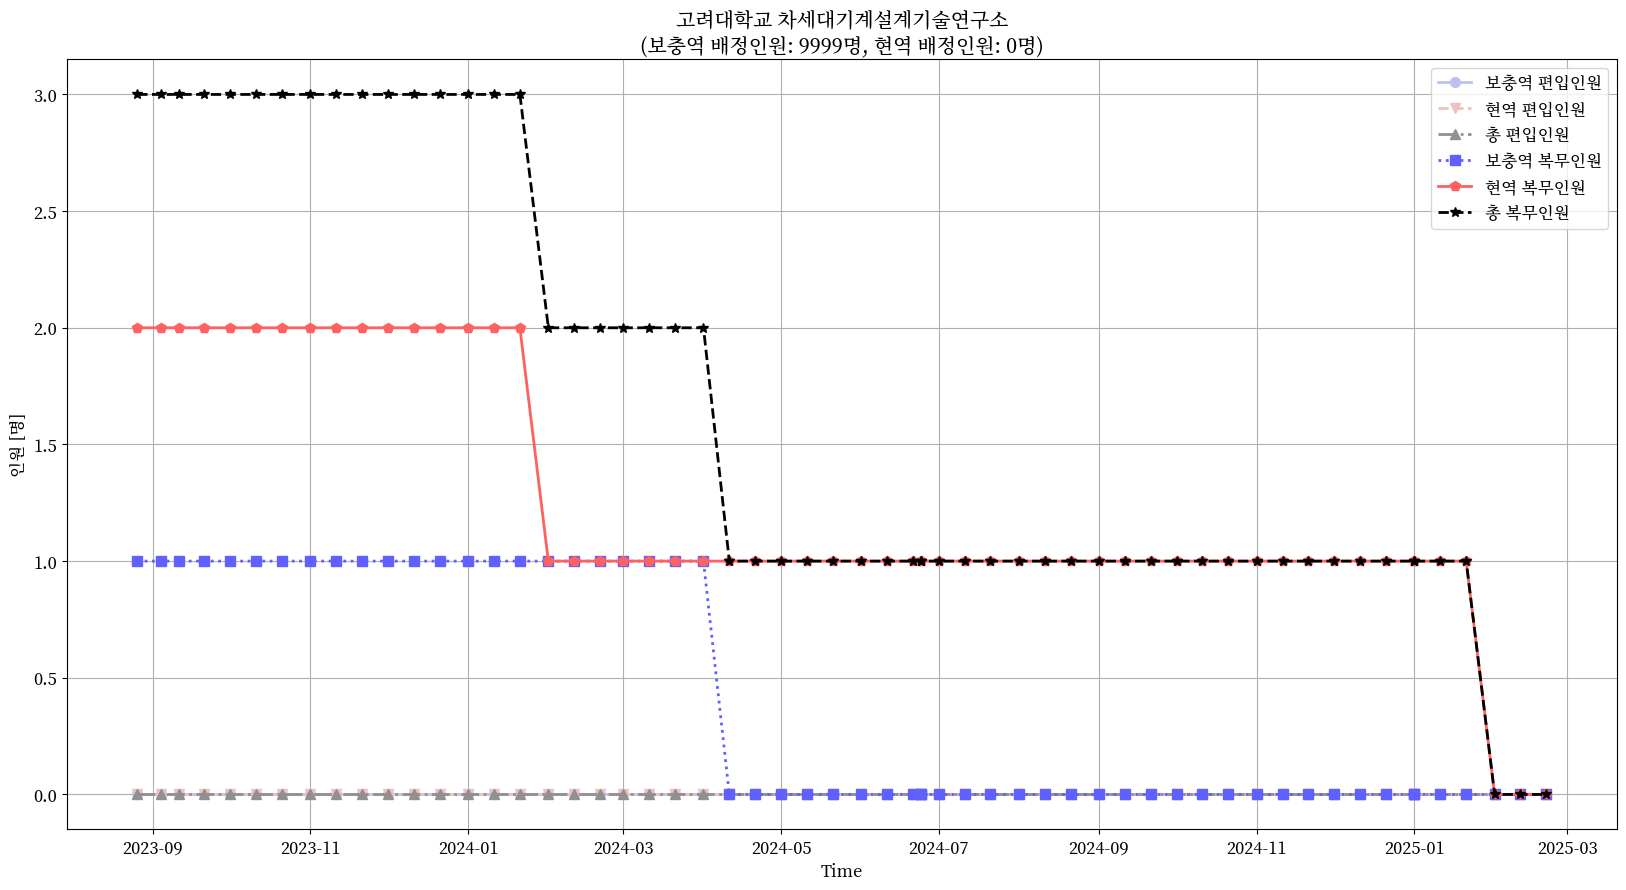 고려대학교 차세대기계설계기술연구소
(보충역 배정인원: 9999명, 현역 배정인원: 0명)
보충역 편입인원
현역 편입인원
총 편입인원
보충역 복무인원
현역 복무인원
총 복무인원
인원 [명]
3.0
2.5
2.0
1.5
1.0
0.5
0.0
2023-09
2023-11
2024-01
2024-03
2024-05
2024-07
2024-09
2024-11
2025-01
2025-03
Time